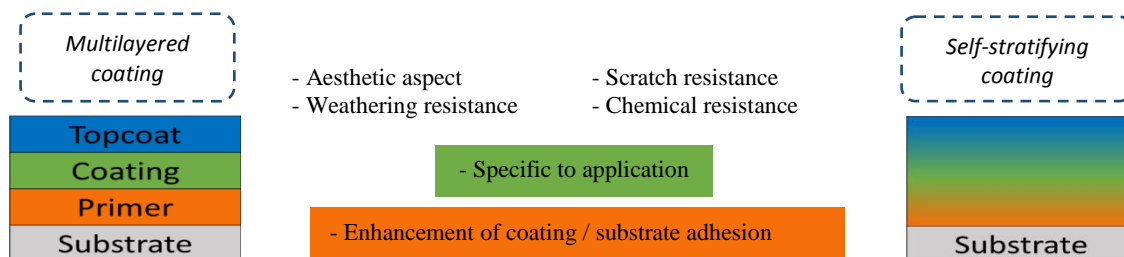 Multilayered
coating
Topcoat
Coating
Primer
Substrate
- Aesthetic aspect
- Weathering resistance
- Scratch resistance
- Chemical resistance
- Specific to application
- Enhancement of coating / substrate adhesion
Self-stratifying
coating
Substrate